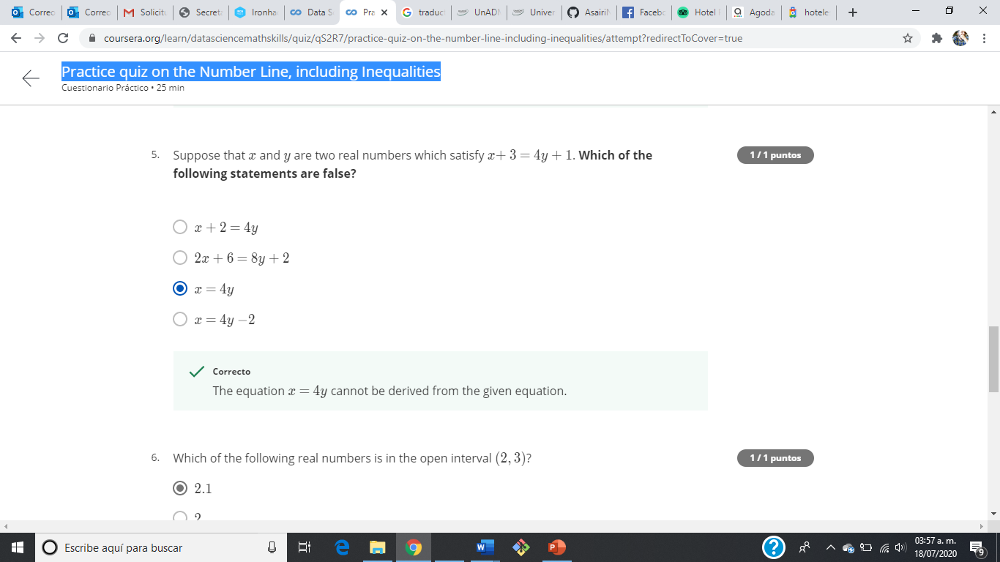 Correo
Correo
Solicitu
Secreta
Ironha
Data S
Pra
traduc
UnADM
Univer
AsairiN
Facebo
Hotel
Agoda
hotele
coursera.org/learn/datasciencemathskills/quiz/qS2R7/practice-quiz-on-the-number-line-including-inequalities/attempt?redirectToCover=true
Practice quiz on the Number Line, including Inequalities
Cuestionario Práctico • 25 min
5. Suppose that x and y are two real numbers which satisfy x+ 3 = 4y + 1. Which of the 1 / 1 puntos
following statements are false?
x + 2 = 4y
2x + 6 = 8y + 2
x = 4y
x = 4y −2
Correcto
The equation x = 4y cannot be derived from the given equation.
6. Which of the following real numbers is in the open interval (2, 3)? 1 / 1 puntos
2.1
2
Escribe aquí para buscar
03:57 a. m.
18/07/2020
9